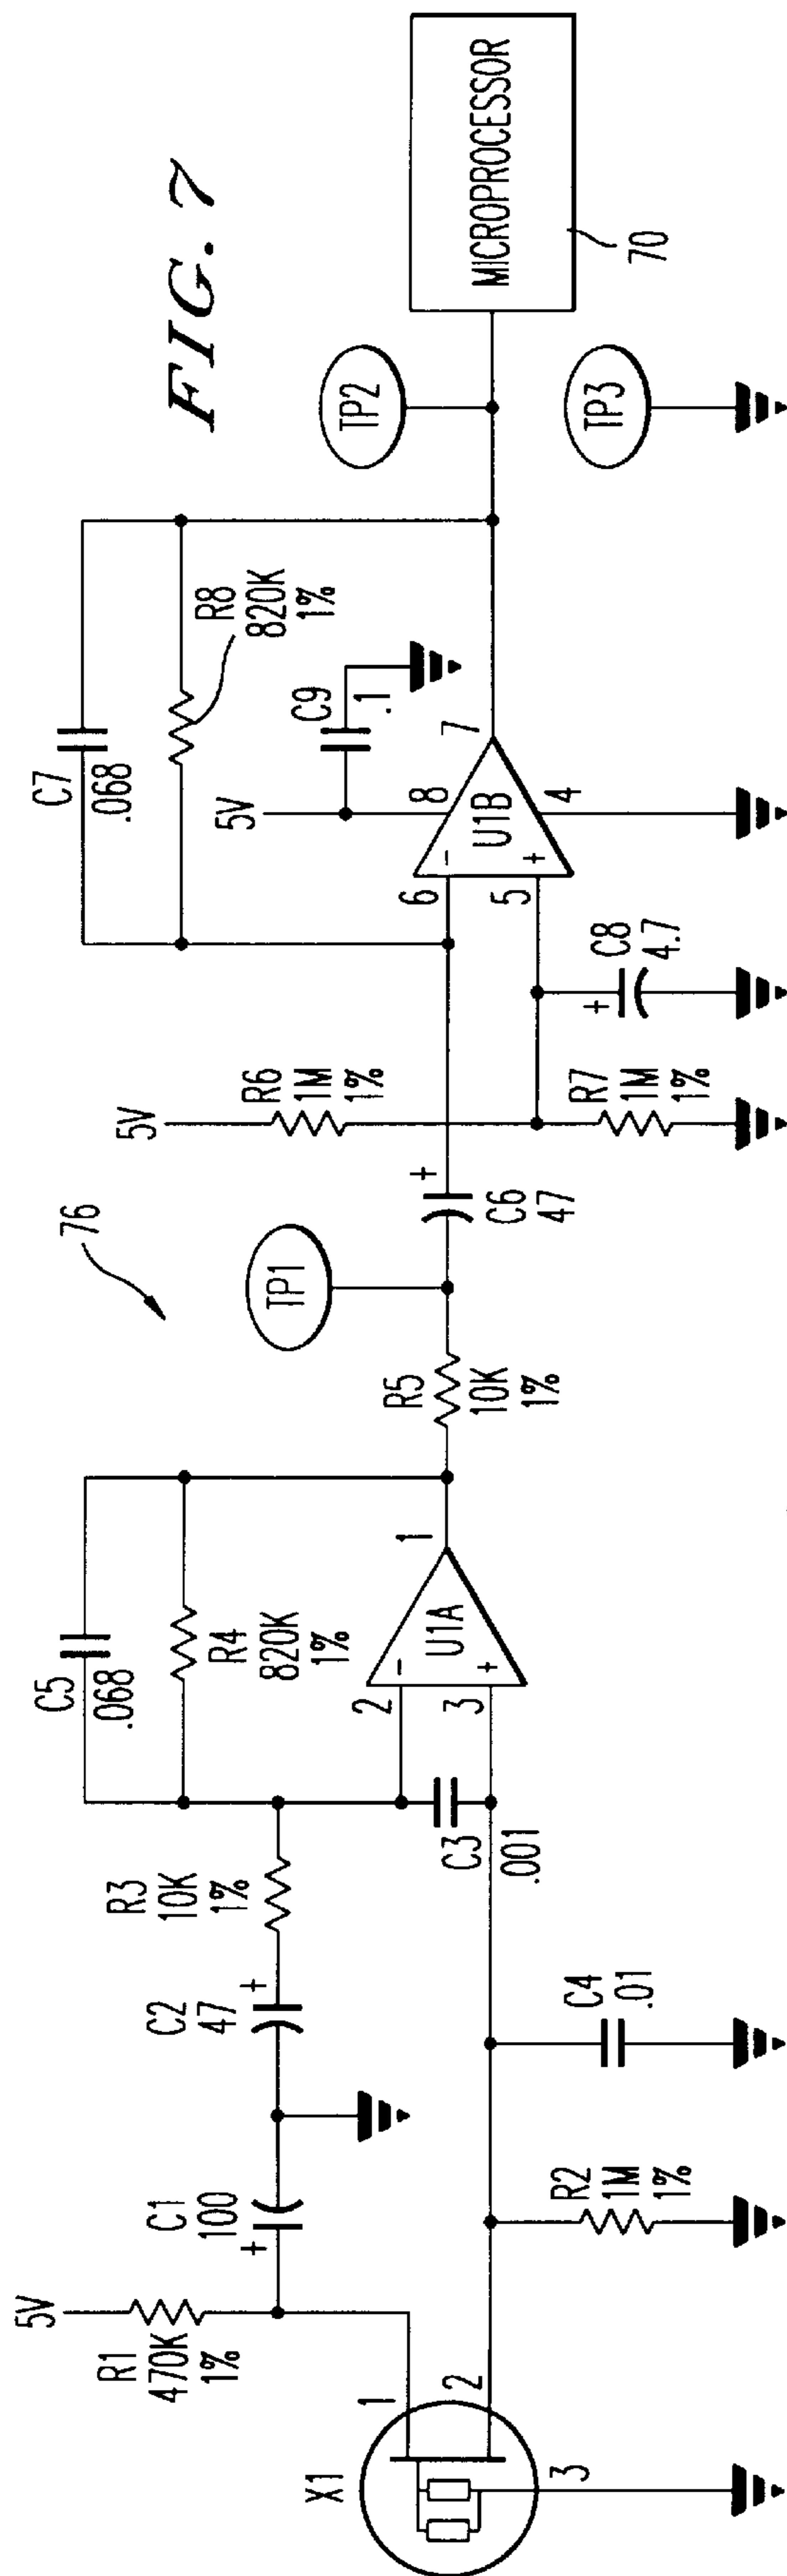 FIG. 7
76
X1
1
2
3
5V
R1
470K
1%
C1
100
+
C2
47
+
R3
10K
1%
R2
1M
1%
C4
.01
C3
.001
C5
.068
R4
820K
1%
2
3
-
+
U1A
1
R5
10K
1%
TP1
C6
47
+
5V
R6
1M
1%
R7
1M
1%
C8
4.7
+
C7
.068
R8
820K
1%
5V
C9
.1
6
5
8
4
7
-
+
U1B
TP2
TP3
MICROPROCESSOR
70